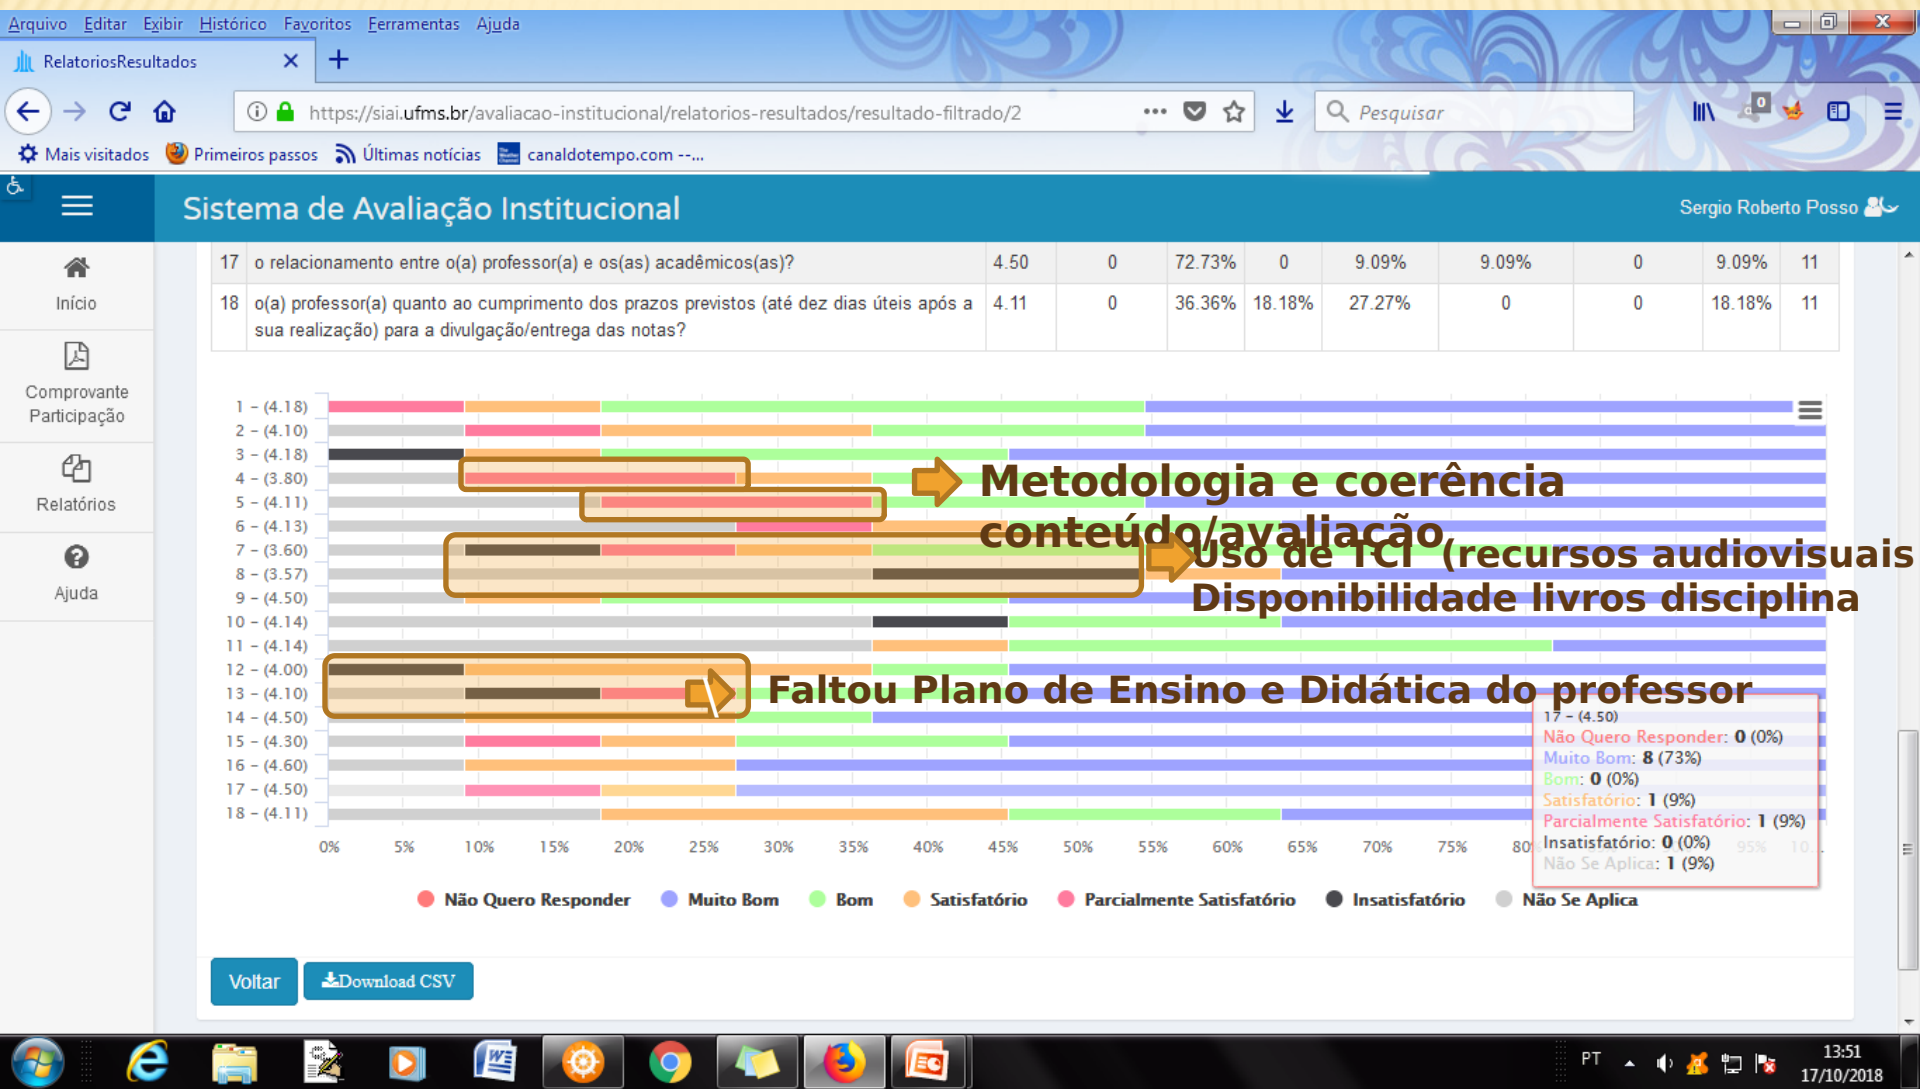 Arquivo Editar Exibir Histórico Favoritos Ferramentas Ajuda
RelatoriosResultados
https://siai.ufms.br/avaliacao-institucional/relatorios-resultados/resultado-filtrado/2
Pesquisar
0
Mais visitados Primeiros passos Últimas notícias canaldotempo.com --...
Sistema de Avaliação Institucional
Sergio Roberto Posso
Início
Comprovante
Participação
Relatórios
Ajuda
17 o relacionamento entre o(a) professor(a) e os(as) acadêmicos(as)? 4.50 0 72.73% 0 9.09% 9.09% 0 9.09% 11
18 o(a) professor(a) quanto ao cumprimento dos prazos previstos (até dez dias úteis após a 4.11 0 36.36% 18.18% 27.27% 0 0 18.18% 11
sua realização) para a divulgação/entrega das notas?
1 - (4.18)
2 - (4.10)
3 - (4.18)
4 - (3.80)
5 - (4.11)
6 - (4.13)
7 - (3.60)
8 - (3.57)
9 - (4.50)
10 - (4.14)
11 - (4.14)
12 - (4.00)
13 - (4.10)
14 - (4.50)
15 - (4.30)
16 - (4.60)
17 - (4.50)
18 - (4.11)
Metodologia e coerência
conteúdo/avaliação
Uso de TCI (recursos audiovisuais
Disponibilidade livros disciplina
Faltou Plano de Ensino e Didática do professor
17 - (4.50)
Não Quero Responder: 0 (0%)
Muito Bom: 8 (73%)
Bom: 0 (0%)
Satisfatório: 1 (9%)
Parcialmente Satisfatório: 1 (9%)
Insatisfatório: 0 (0%)
Não Se Aplica: 1 (9%)
0% 5% 10% 15% 20% 25% 30% 35% 40% 45% 50% 55% 60% 65% 70% 75% 80 95% 10...
Não Quero Responder Muito Bom Bom Satisfatório Parcialmente Satisfatório Insatisfatório Não Se Aplica
Voltar Download CSV
PT
13:51
17/10/2018